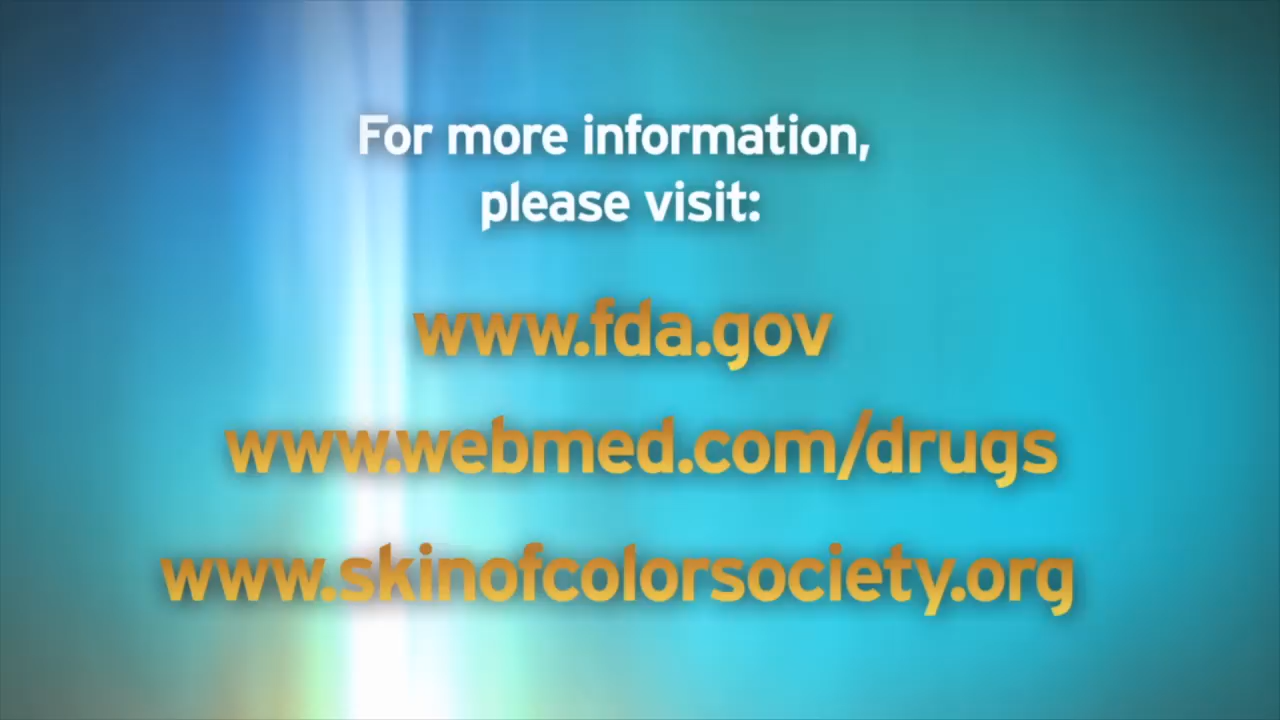 For more information,
please visit:
www.fda.gov
www.webmed.com/drugs
www.skinofcolorsociety.org